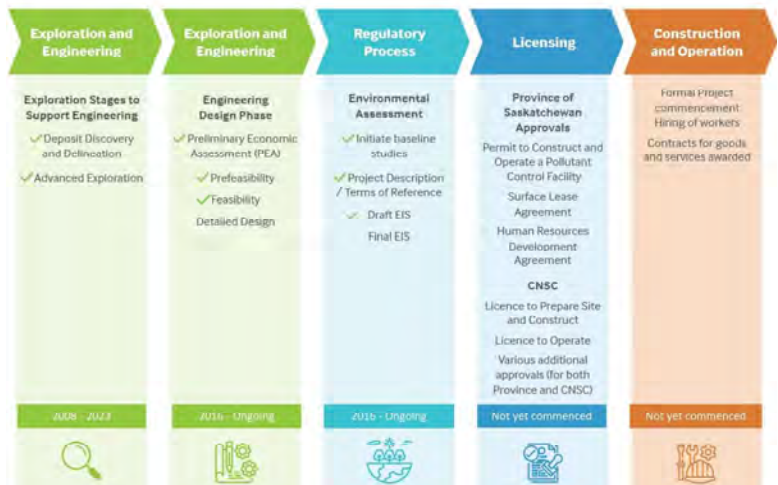 Exploration and
Engineering
Exploration and
Engineering
Regulatory
Process
Licensing
Construction
and Operation
Exploration Stages to
Support Engineering
Deposit Discovery
and Delineation
Advanced Exploration
2008 - 2023
Engineering
Design Phase
Preliminary Economic
Assessment (PEA)
Prefeasibility
Feasibility
Detailed Design
2016 - Ongoing
Environmental
Assessment
Initiate baseline
studies
Project Description
/ Terms of Reference
Draft EIS
Final EIS
2016 - Ongoing
Province of
Saskatchewan
Approvals
Permit to Construct and
Operate a Pollutant
Control Facility
Surface Lease
Agreement
Human Resources
Development
Agreement
CNSC
Licence to Prepare Site
and Construct
Licence to Operate
Various additional
approvals (for both
Province and CNSC)
Not yet commenced
Formal Project
commencement
Hiring of workers
Contracts for goods
and services awarded
Not yet commenced